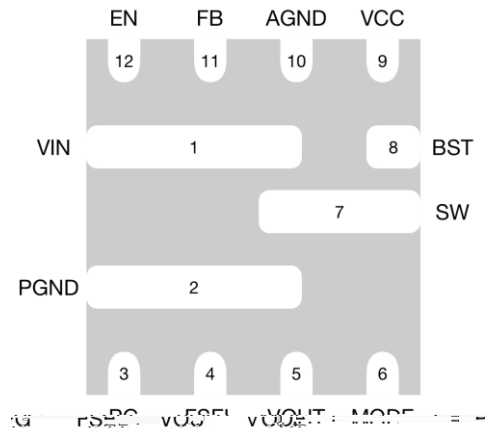 EN FB AGND VCC
12 11 10 9
VIN 1 8 BST
7 SW
PGND 2
3 4 5 6